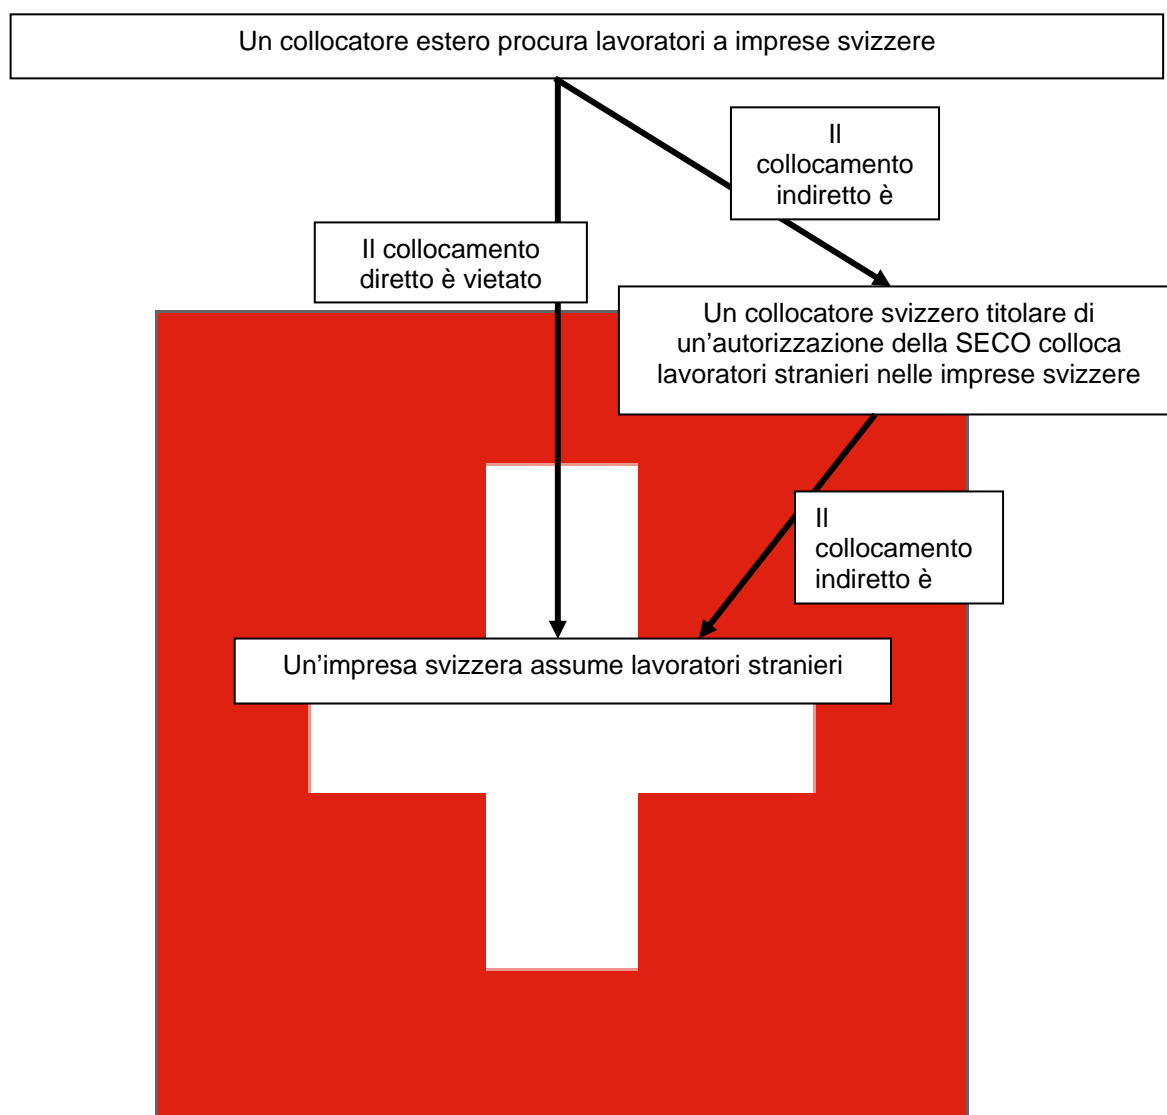 Un collocatore estero procura lavoratori a imprese svizzere
Il
collocamento
indiretto è
Il collocamento
diretto è vietato
Un collocatore svizzero titolare di
un'autorizzazione della SECO colloca
lavoratori stranieri nelle imprese svizzere
Il
collocamento
indiretto è
Un'impresa svizzera assume lavoratori stranieri